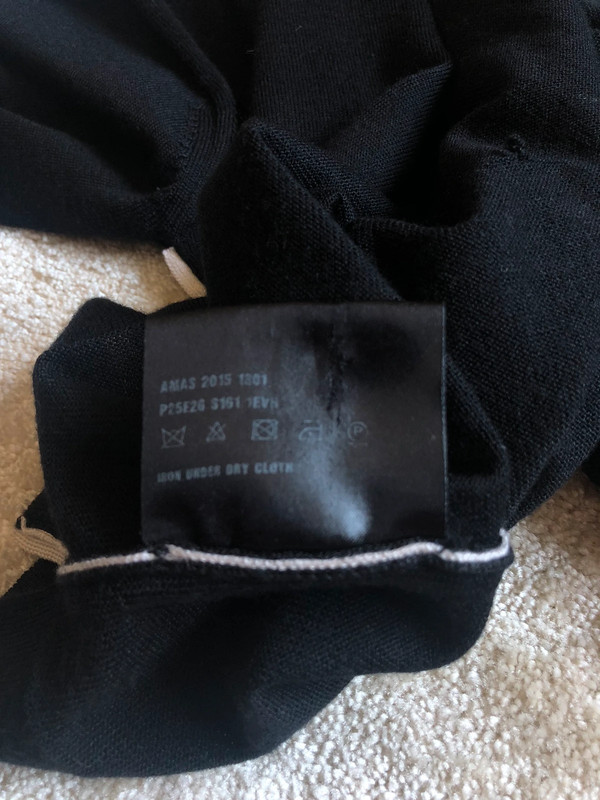 AMAS 2015 1801
P25E26 S161 1EVH
P
IRON UNDER DRY CLOTH